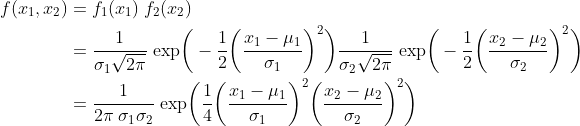 f(x_1, x_2) = f_1(x_1) f_2(x_2)
= \frac{1}{\sigma_1\sqrt{2\pi}} \exp\left( -\frac{1}{2} \left( \frac{x_1 - \mu_1}{\sigma_1} \right)^2 \right) \frac{1}{\sigma_2\sqrt{2\pi}} \exp\left( -\frac{1}{2} \left( \frac{x_2 - \mu_2}{\sigma_2} \right)^2 \right)
= \frac{1}{2\pi \, \sigma_1\sigma_2} \exp\left( \frac{1}{4} \left( \frac{x_1 - \mu_1}{\sigma_1} \right)^2 \left( \frac{x_2 - \mu_2}{\sigma_2} \right)^2 \right)